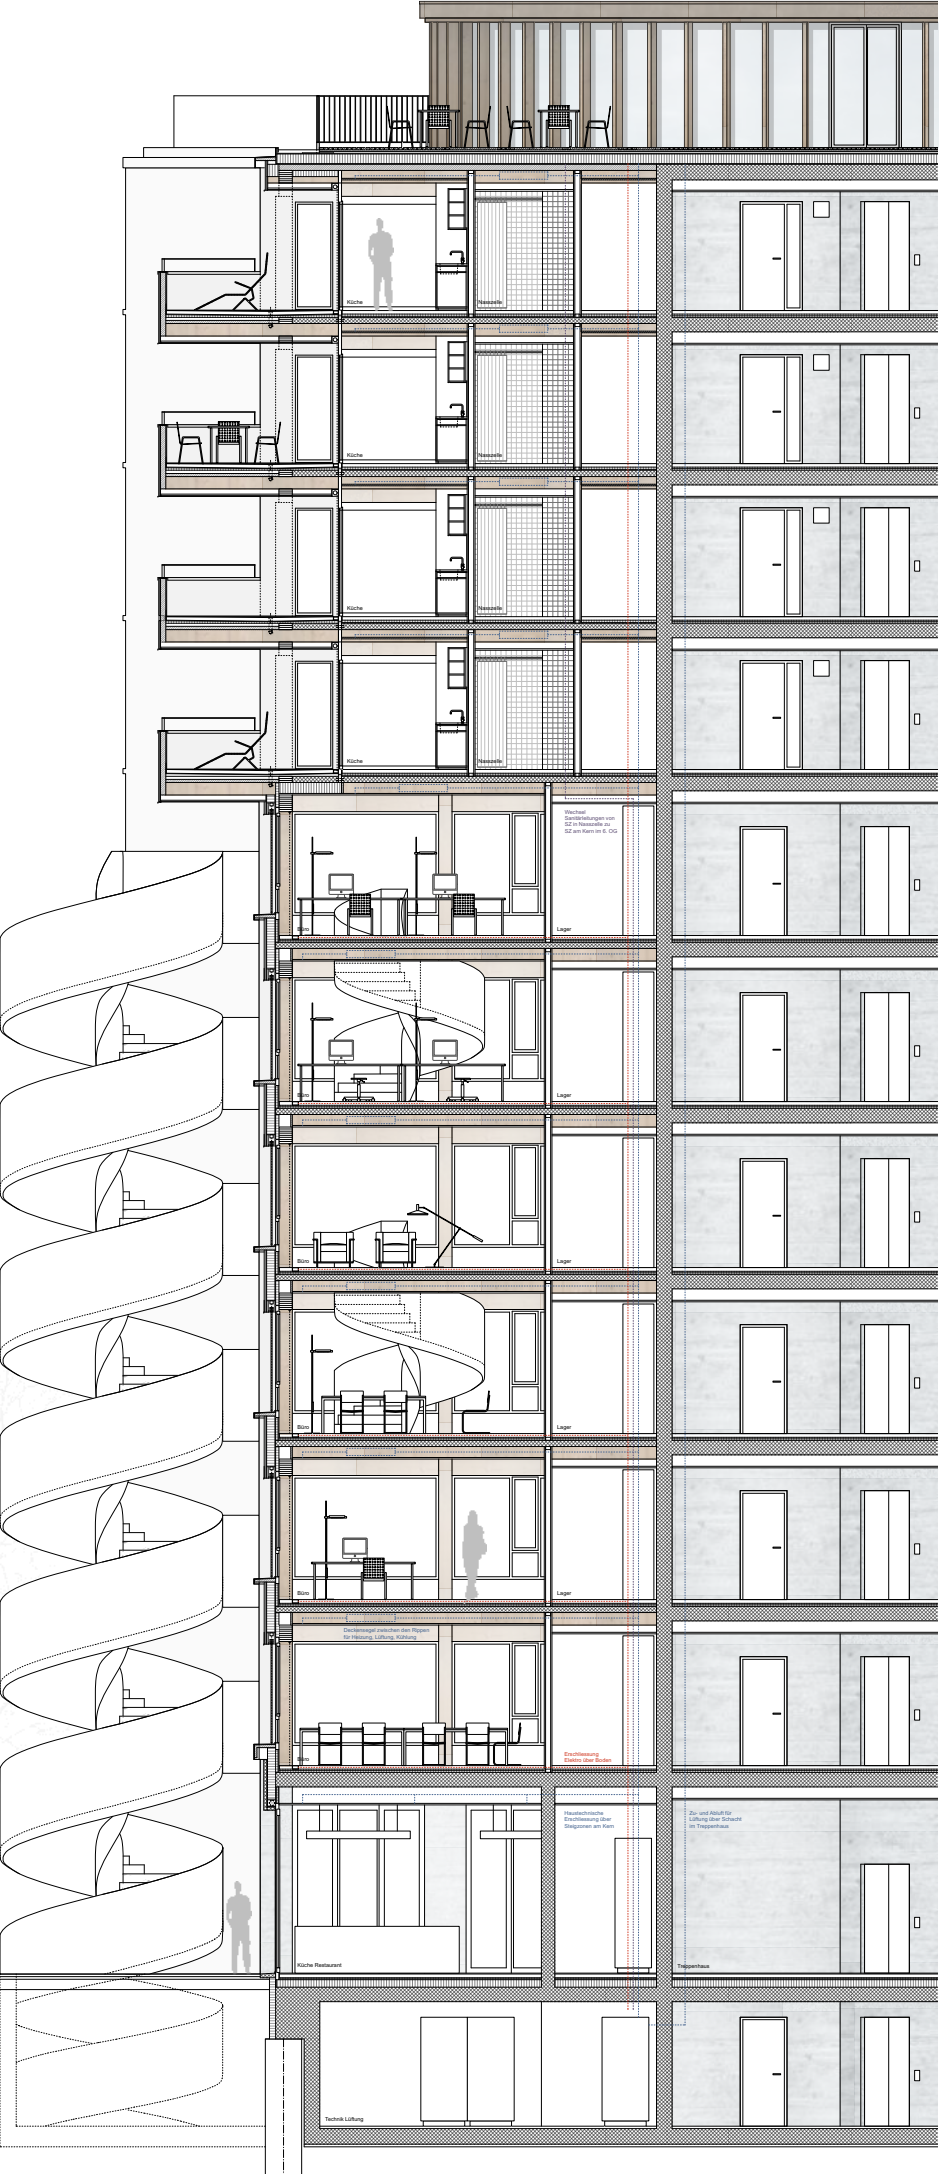 Küche
Nasszelle
Küche
Nasszelle
Küche
Nasszelle
Küche
Nasszelle
Wechsel
Sanitärleitungen von
SZ in Nasszelle zu
SZ am Kern im 6. OG
Büro
Lager
Büro
Lager
Büro
Lager
Büro
Lager
Büro
Lager
Deckensegel zwischen den Rippen
für Heizung, Lüftung, Kühlung
Büro
Erschliessung
Elektro über Boden
Haustechnische
Erschliessung über
Steigzonen am Kern
Zu- und Abluft für
Lüftung über Schacht
im Treppenhaus
Küche Restaurant
Treppenhaus
Technik Lüftung